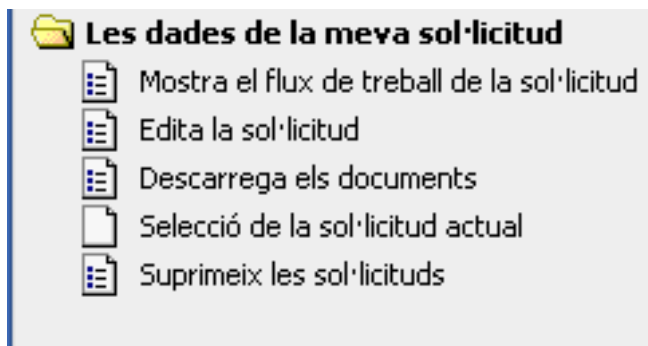 Les dades de la meva sol·licitud
Mostra el flux de treball de la sol·licitud
Edita la sol·licitud
Descarrega els documents
Selecció de la sol·licitud actual
Suprimeix les sol·licituds